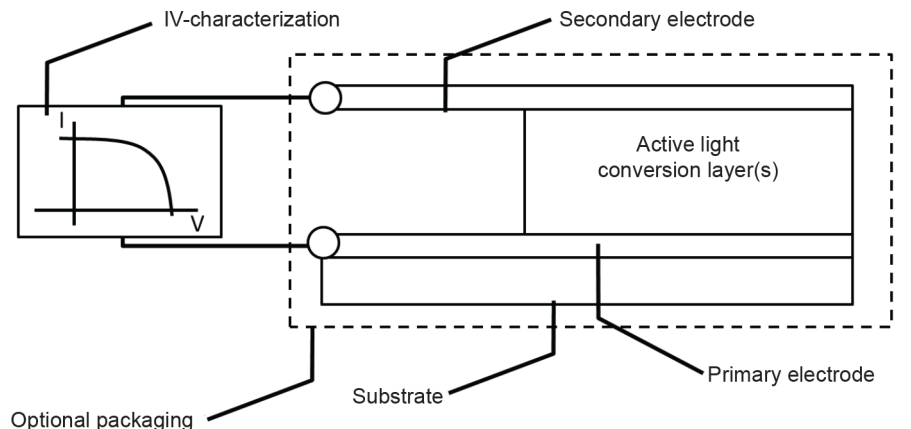 IV-characterization
Secondary electrode
I
V
Active light
conversion layer(s)
Primary electrode
Substrate
Optional packaging